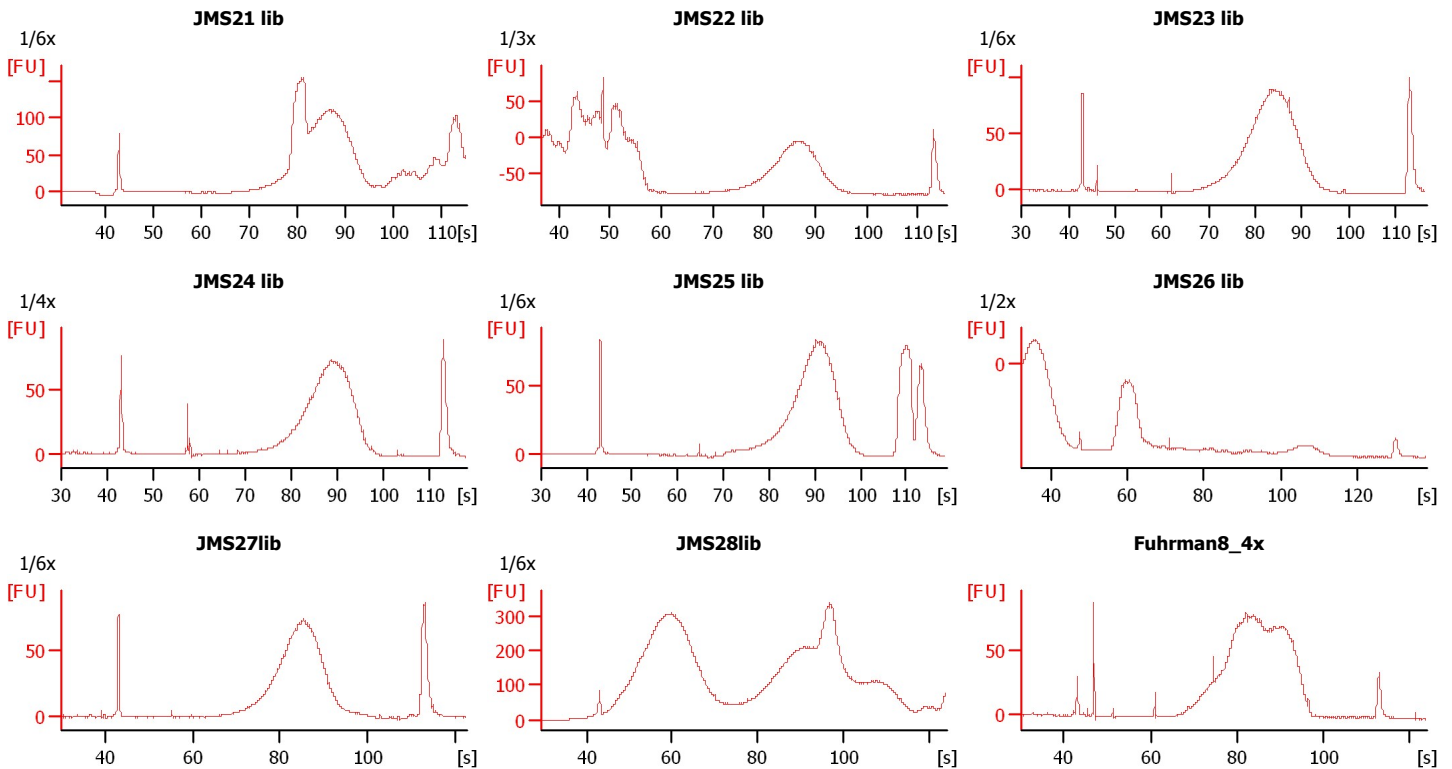 JMS21 lib
1/6x
[FU]
100
50
0
40 50 60 70 80 90 100 110 [s]
JMS22 lib
1/3x
[FU]
50
0
-50
40 50 60 70 80 90 100 110 [s]
JMS23 lib
1/6x
[FU]
50
0
30 40 50 60 70 80 90 100 110 [s]
JMS24 lib
1/4x
[FU]
50
0
30 40 50 60 70 80 90 100 110 [s]
JMS25 lib
1/6x
[FU]
50
0
30 40 50 60 70 80 90 100 110 [s]
JMS26 lib
1/2x
[FU]
0
40 60 80 100 120 [s]
JMS27lib
1/6x
[FU]
50
0
40 60 80 100 [s]
JMS28lib
1/6x
[FU]
300
200
100
0
40 60 80 100 [s]
Fuhrman8_4x
[FU]
50
0
40 60 80 100 [s]